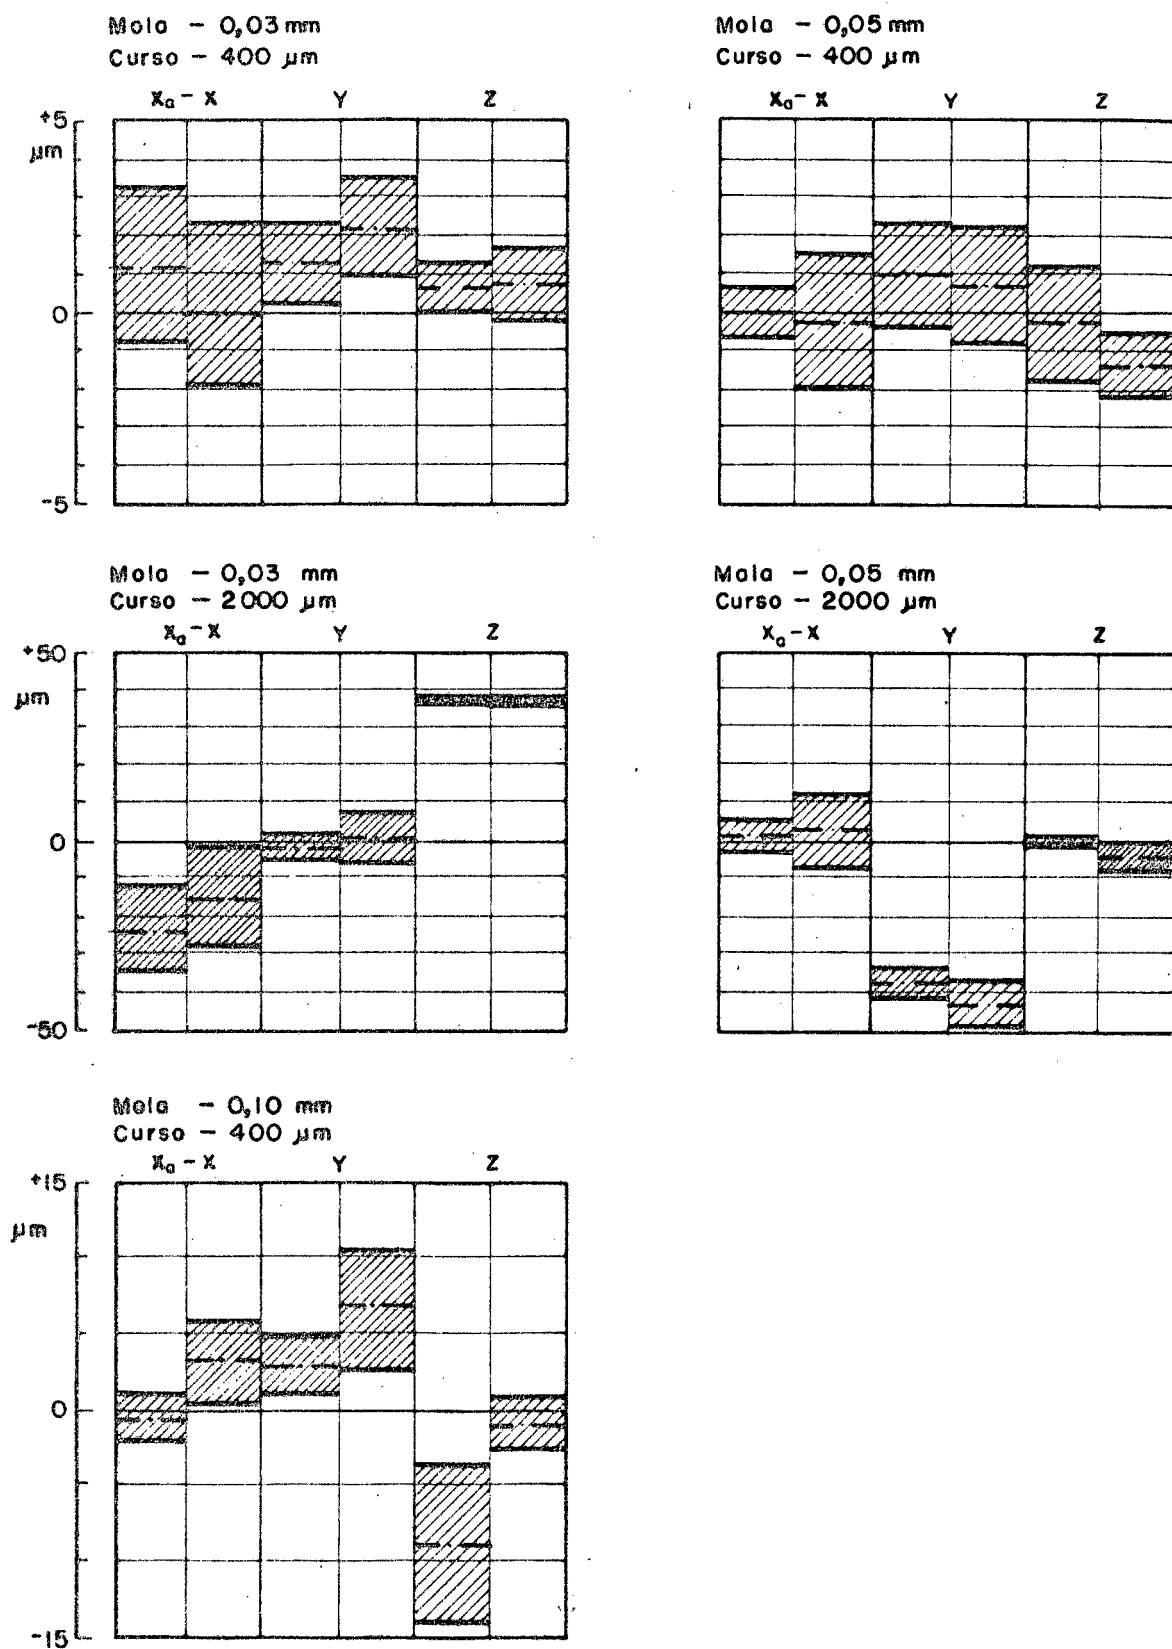 Mola - 0,03 mm
Curso - 400 µm
Xa - X Y Z
+5
µm
0
-5
Mola - 0,05 mm
Curso - 400 µm
Xa - X Y Z
Mola - 0,03 mm
Curso - 2000 µm
Xa - X Y Z
+50
µm
0
-50
Mola - 0,05 mm
Curso - 2000 µm
Xa - X Y Z
Mola - 0,10 mm
Curso - 400 µm
Xa - X Y Z
+15
µm
0
-15